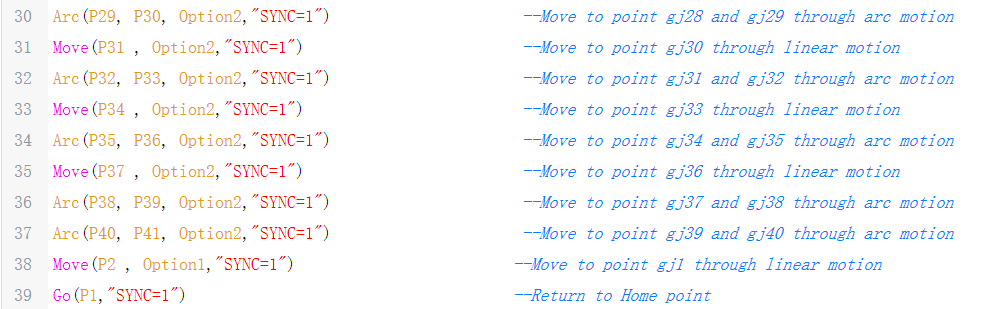 30 Arc(P29, P30, Option2,"SYNC=1") --Move to point gj28 and gj29 through arc motion
31 Move(P31 , Option2,"SYNC=1") --Move to point gj30 through linear motion
32 Arc(P32, P33, Option2,"SYNC=1") --Move to point gj31 and gj32 through arc motion
33 Move(P34 , Option2,"SYNC=1") --Move to point gj33 through linear motion
34 Arc(P35, P36, Option2,"SYNC=1") --Move to point gj34 and gj35 through arc motion
35 Move(P37 , Option2,"SYNC=1") --Move to point gj36 through linear motion
36 Arc(P38, P39, Option2,"SYNC=1") --Move to point gj37 and gj38 through arc motion
37 Arc(P40, P41, Option2,"SYNC=1") --Move to point gj39 and gj40 through arc motion
38 Move(P2 , Option1,"SYNC=1") --Move to point gj1 through linear motion
39 Go(P1,"SYNC=1") --Return to Home point